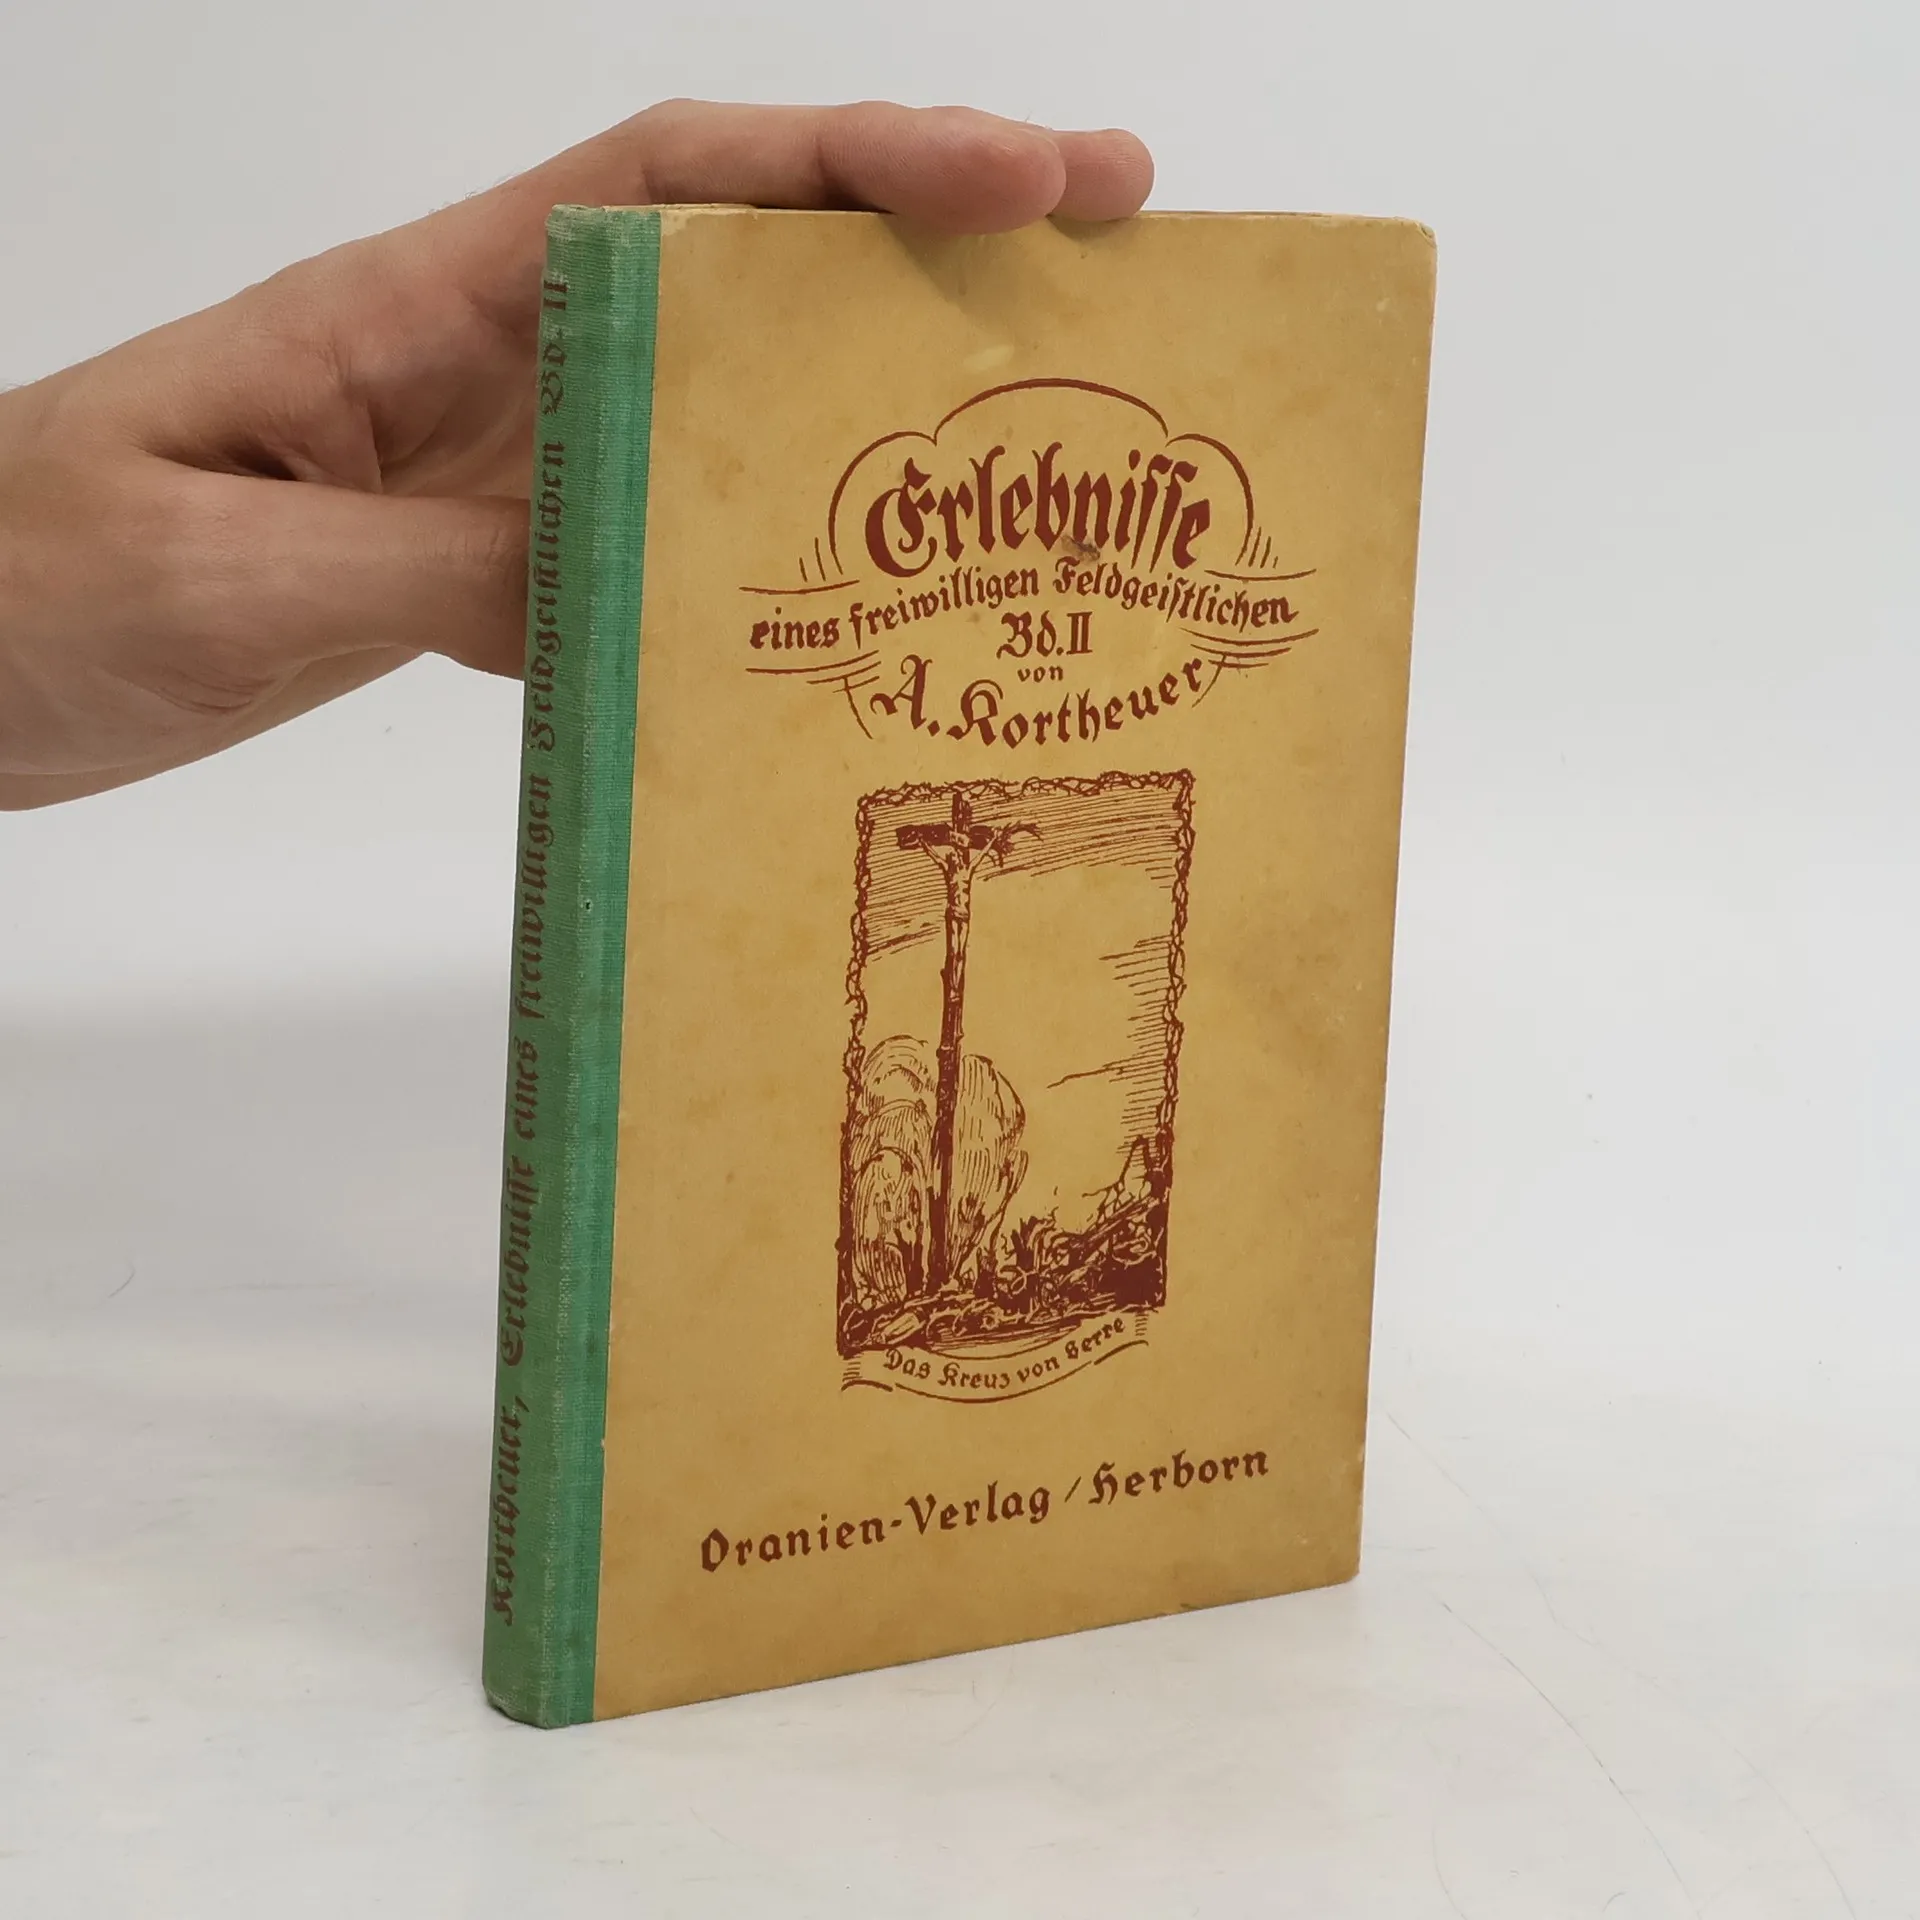 Kortheuer, Erlebnisse eines freiwilligen Feldgeistlichen Bd. II
Erlebnisse
eines freiwilligen Feldgeistlichen
Bd. II
von
A. Kortheuer
Das Kreuz von Serre
Oranien-Verlag / Herborn